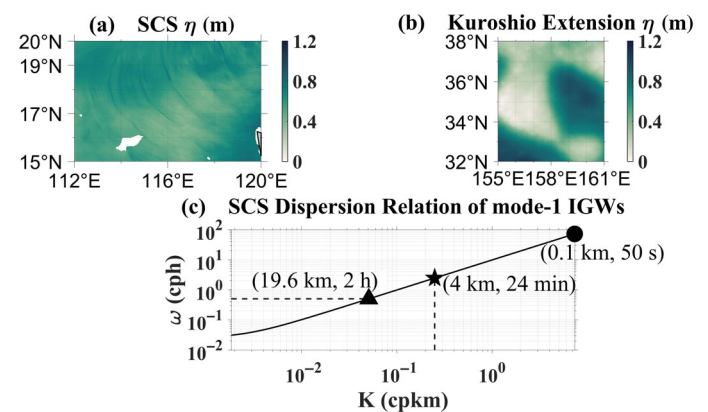 (a) SCS η (m)
20°N
19°N
17°N
15°N
112°E 116°E 120°E
1.2
0.8
0.4
0
(b) Kuroshio Extension η (m)
38°N
36°N
34°N
32°N
155°E 158°E 161°E
1.2
0.8
0.4
0
(c) SCS Dispersion Relation of mode-1 IGWs
ω (cph)
10²
10¹
10⁰
10⁻¹
10⁻²
(0.1 km, 50 s)
(19.6 km, 2 h)
(4 km, 24 min)
10⁻² 10⁻¹ 10⁰
K (cpkm)